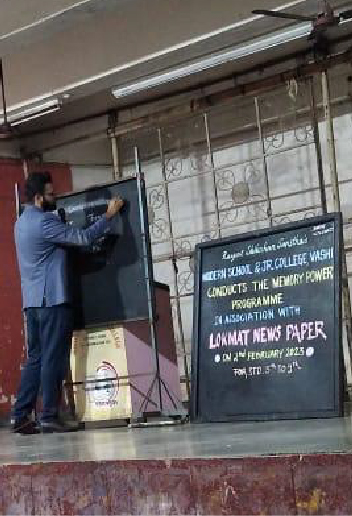 Rayat Shikshan Sanstha's
MODERN SCHOOL & JR. COLLEGE, VASHI
CONDUCTS THE MEMORY POWER
PROGRAMME
IN ASSOCIATION WITH
LOKMAT NEWS PAPER
ON 2nd FEBRUARY 2023
FOR STD. 5th TO